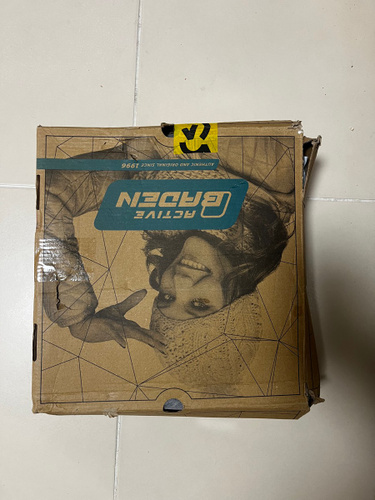 ACTIVE
BADEN
AUTHENTIC AND ORIGINAL SINCE 1996